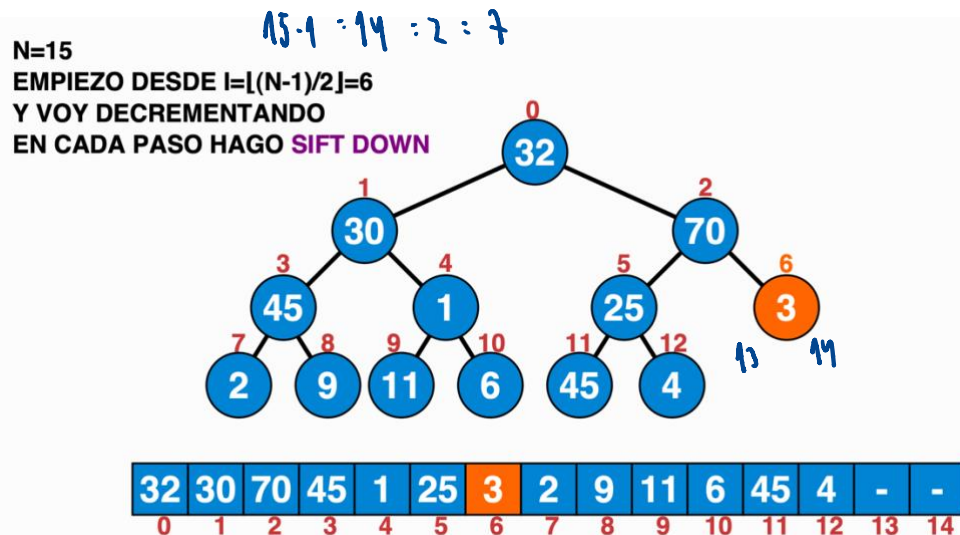 15-1 = 14 : 2 = 7
N=15
EMPIEZO DESDE I=⌊(N-1)/2⌋=6
Y VOY DECREMENTANDO
EN CADA PASO HAGO SIFT DOWN
0
32
1 2
30 70
3 4 5 6
45 1 25 3
7 8 9 10 11 12 13 14
2 9 11 6 45 4
32 30 70 45 1 25 3 2 9 11 6 45 4 - -
0 1 2 3 4 5 6 7 8 9 10 11 12 13 14